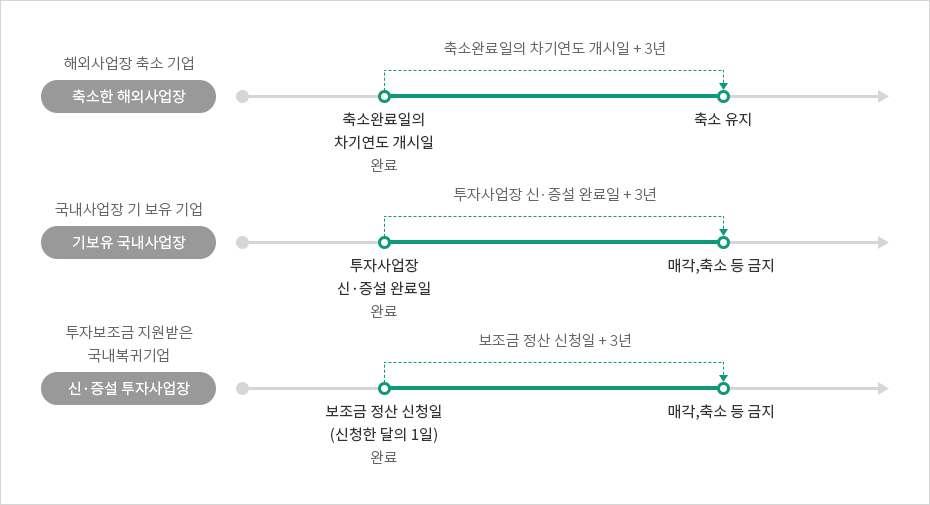 축소완료일의 차기연도 개시일 + 3년
해외사업장 축소 기업
축소한 해외사업장
축소완료일의
차기연도 개시일
완료
축소 유지
투자사업장 신·증설 완료일 + 3년
국내사업장 기 보유 기업
기보유 국내사업장
투자사업장
신·증설 완료일
완료
매각,축소 등 금지
투자보조금 지원받은
국내복귀기업
보조금 정산 신청일 + 3년
신·증설 투자사업장
보조금 정산 신청일
(신청한 달의 1일)
완료
매각,축소 등 금지